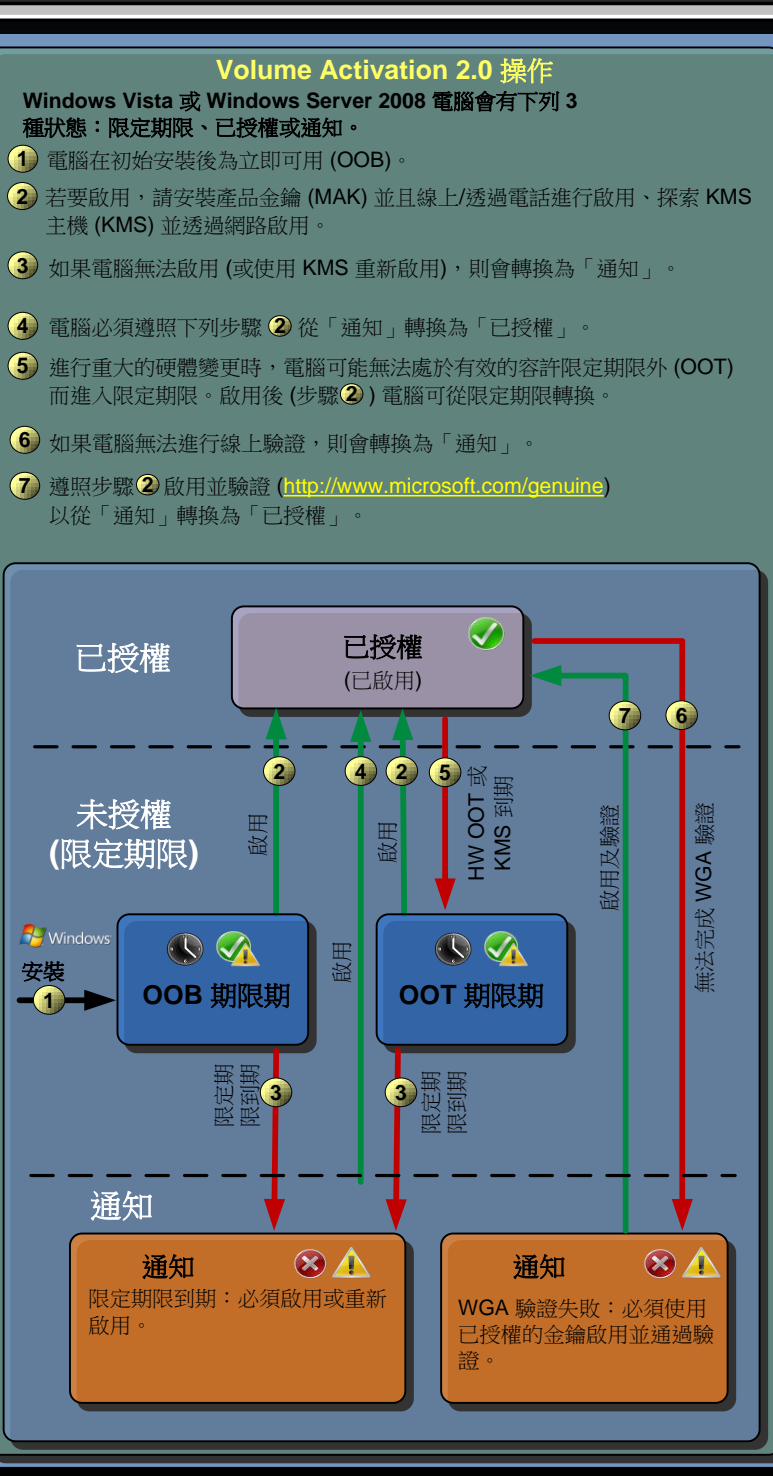 Volume Activation 2.0 操作
Windows Vista 或 Windows Server 2008 電腦會有下列 3
種狀態：限定期限、已授權或通知。
1 電腦在初始安裝後為立即可用 (OOB)。
2 若要啟用，請安裝產品金鑰 (MAK) 並且線上/透過電話進行啟用、探索 KMS
主機 (KMS) 並透過網路啟用。
3 如果電腦無法啟用 (或使用 KMS 重新啟用)，則會轉換為「通知」。
4 電腦必須遵照下列步驟 2 從「通知」轉換為「已授權」。
5 進行重大的硬體變更時，電腦可能無法處於有效的容許限定期限外 (OOT)
而進入限定期限。啟用後 (步驟2) 電腦可從限定期限轉換。
6 如果電腦無法進行線上驗證，則會轉換為「通知」。
7 遵照步驟2啟用並驗證 (http://www.microsoft.com/genuine)
以從「通知」轉換為「已授權」。
已授權
已授權
(已啟用)
7
6
2
4
2
5
未授權
(限定期限)
啟用
啟用
HW OOT 或
KMS 到期
啟用及驗證
無法完成 WGA 驗證
Windows
安裝
1
OOB 期限期
啟用
OOT 期限期
限定期
限到期
3
3
限定期
限到期
通知
通知
限定期限到期：必須啟用或重新
啟用。
通知
WGA 驗證失敗：必須使用
已授權的金鑰啟用並通過驗
證。